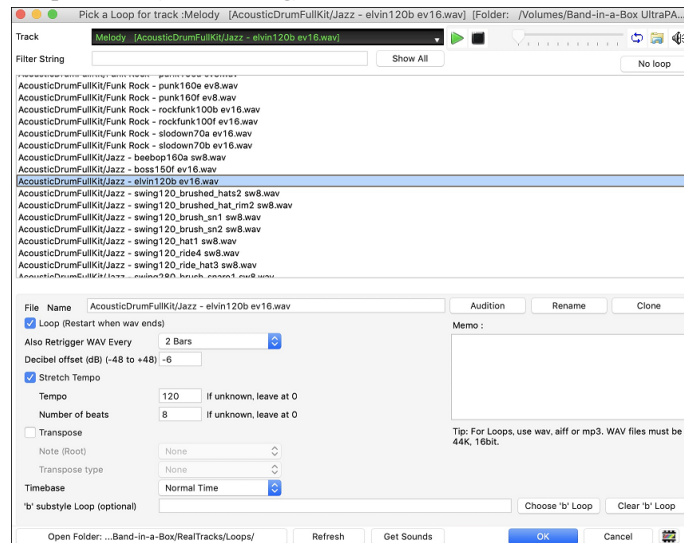 Pick a Loop for track :Melody [AcousticDrumFullKit/Jazz - elvin120b ev16.wav] [Folder: /Volumes/Band-in-a-Box UltraPA...
Track Melody [AcousticDrumFullKit/Jazz - elvin120b ev16.wav]
Filter String Show All No loop
AcousticDrumFullKit/Funk Rock - punk160e ev8.wav
AcousticDrumFullKit/Funk Rock - punk160f ev8.wav
AcousticDrumFullKit/Funk Rock - rockfunk100b ev16.wav
AcousticDrumFullKit/Funk Rock - rockfunk100f ev16.wav
AcousticDrumFullKit/Funk Rock - slodown70a ev16.wav
AcousticDrumFullKit/Funk Rock - slodown70b ev16.wav
AcousticDrumFullKit/Jazz - beebop160a sw8.wav
AcousticDrumFullKit/Jazz - boss150f ev16.wav
AcousticDrumFullKit/Jazz - elvin120b ev16.wav
AcousticDrumFullKit/Jazz - swing120_brushed_hats2 sw8.wav
AcousticDrumFullKit/Jazz - swing120_brushed_hat_rim2 sw8.wav
AcousticDrumFullKit/Jazz - swing120_brush_sn1 sw8.wav
AcousticDrumFullKit/Jazz - swing120_brush_sn2 sw8.wav
AcousticDrumFullKit/Jazz - swing120_hat1 sw8.wav
AcousticDrumFullKit/Jazz - swing120_ride4 sw8.wav
AcousticDrumFullKit/Jazz - swing120_ride_hat3 sw8.wav
AcousticDrumFullKit/Jazz - swing280_brush_snare1 sw8.wav
File Name AcousticDrumFullKit/Jazz - elvin120b ev16.wav Audition Rename Clone
Loop (Restart when wav ends) Memo :
Also Retrigger WAV Every 2 Bars
Decibel offset (dB) (-48 to +48) -6
Stretch Tempo
Tempo 120 If unknown, leave at 0
Number of beats 8 If unknown, leave at 0
Transpose
Tip: For Loops, use wav, aiff or mp3. WAV files must be
44K, 16bit.
Note (Root) None
Transpose type None
Timebase Normal Time
'b' substyle Loop (optional) Choose 'b' Loop Clear 'b' Loop
Open Folder: ...Band-in-a-Box/RealTracks/Loops/ Refresh Get Sounds OK Cancel